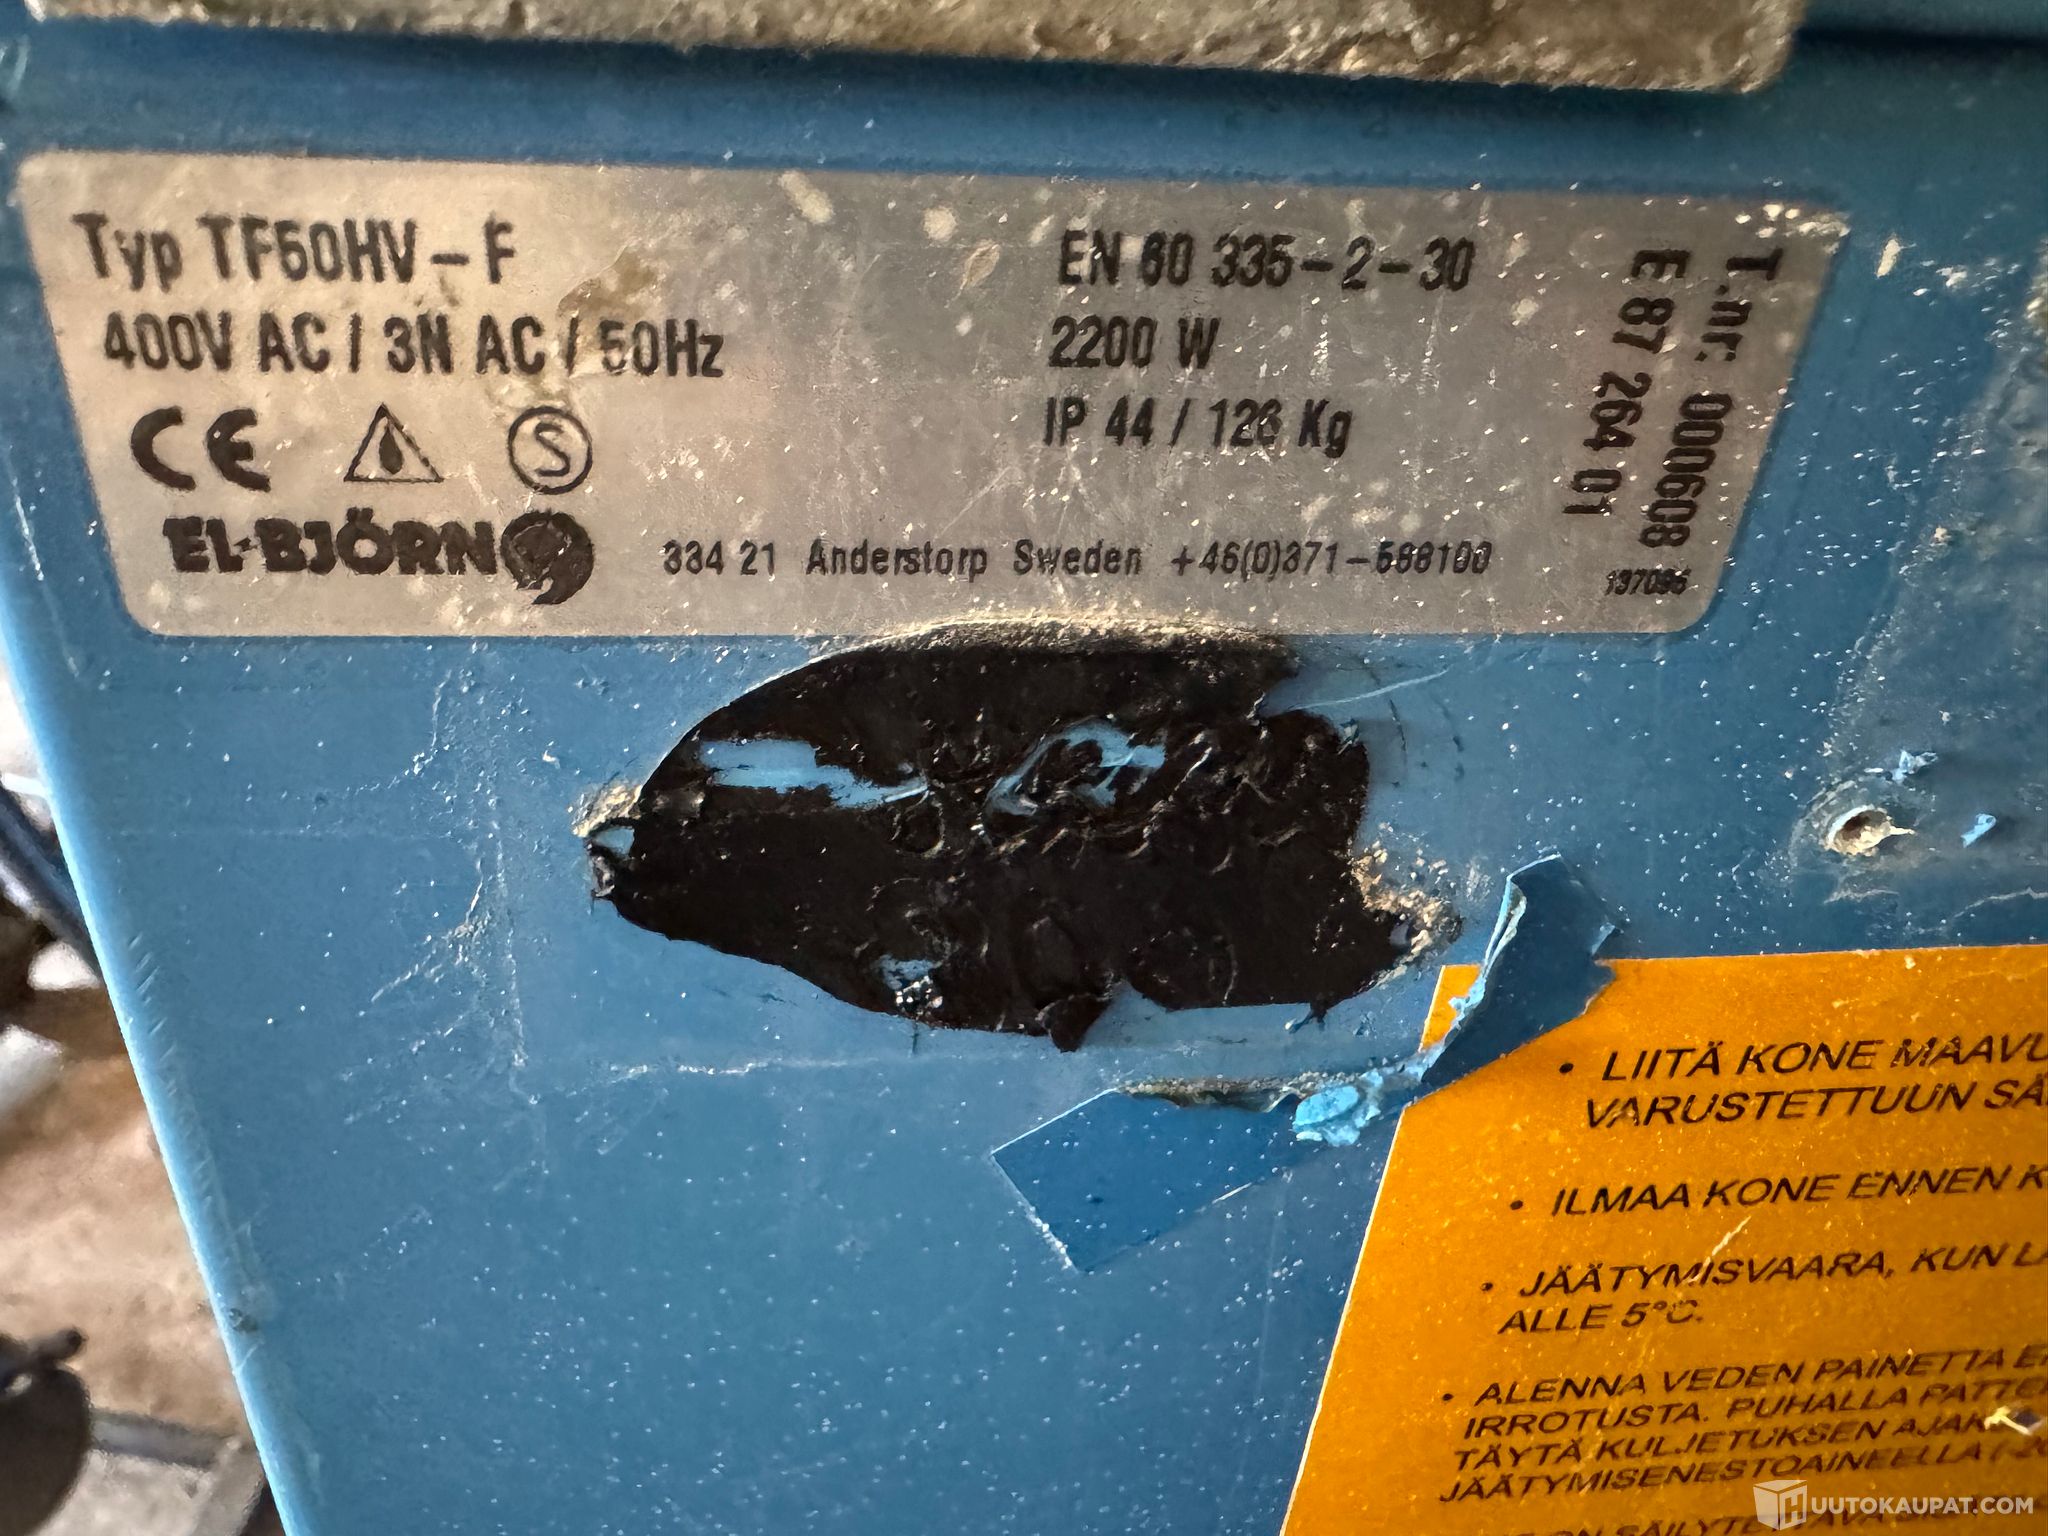 Typ TF50HV-F
400V AC / 3N AC / 50Hz
CE
S
EL-BJÖRN
EN 60 335-2-30
2200 W
IP 44 / 126 Kg
334 21 Anderstorp Sweden +46(0)371-588100
T.nr: 000608
E 87 264 01
137096
• LIITÄ KONE
VARUSTETTUUN
• ILMAA KONE ENNEN
• JÄÄTYMISVAARA, KUN
ALLE 5°C.
• ALENNA VEDEN PAINETTA
IRROTUSTA. PUHALLA
TÄYTÄ KULJETUKSEN
JÄÄTYMISENESTOAINEELLA
HUUTOKAUPAT.COM